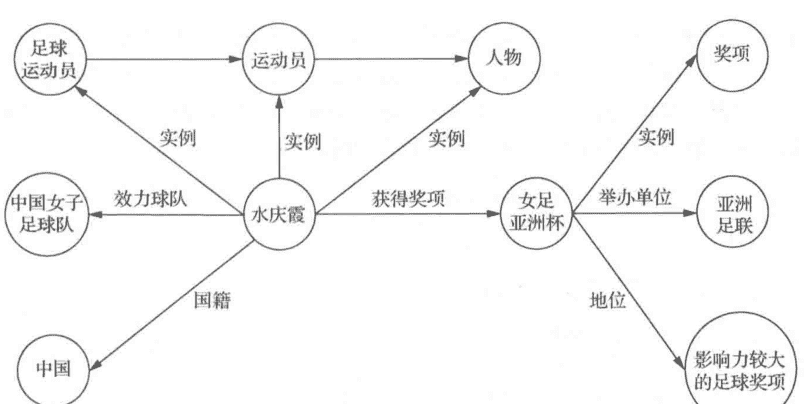 足球
运动员
运动员
人物
奖项
实例
实例
实例
实例
中国女子
足球队
效力球队
水庆霞
获得奖项
女足
亚洲杯
举办单位
亚洲
足联
国籍
地位
中国
影响力较大
的足球奖项